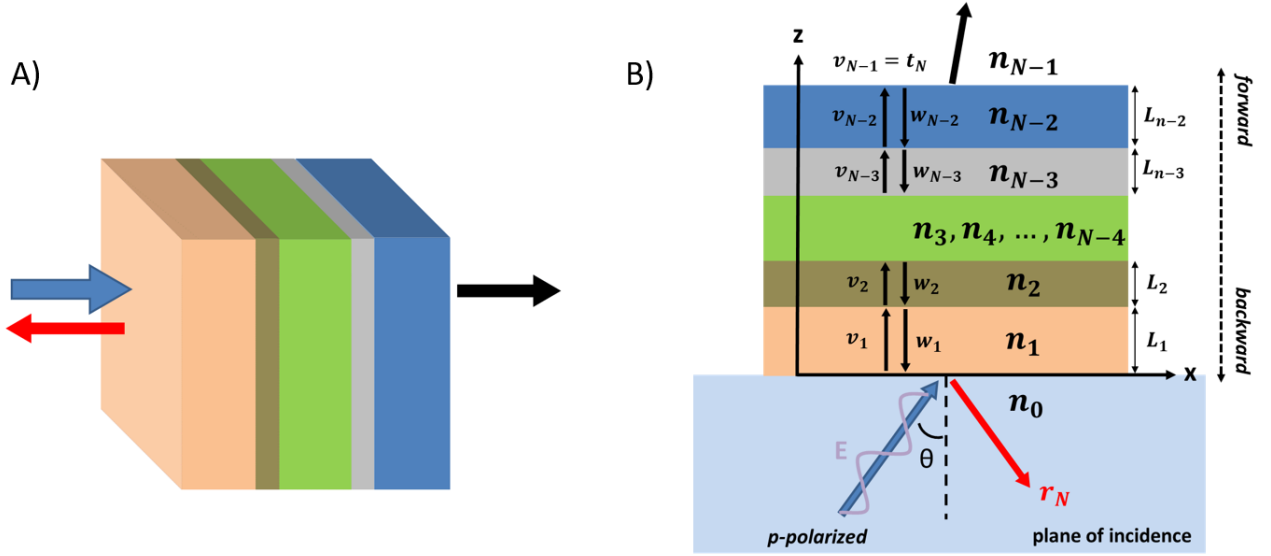 A)
B)
z
v_{N−1} = t_N
n_{N−1}
v_{N−2}
w_{N−2}
n_{N−2}
L_{n−2}
forward
v_{N−3}
w_{N−3}
n_{N−3}
L_{n−3}
n_3, n_4, … , n_{N−4}
v_2
w_2
n_2
L_2
v_1
w_1
n_1
L_1
backward
x
n_0
E
θ
r_N
p-polarized
plane of incidence